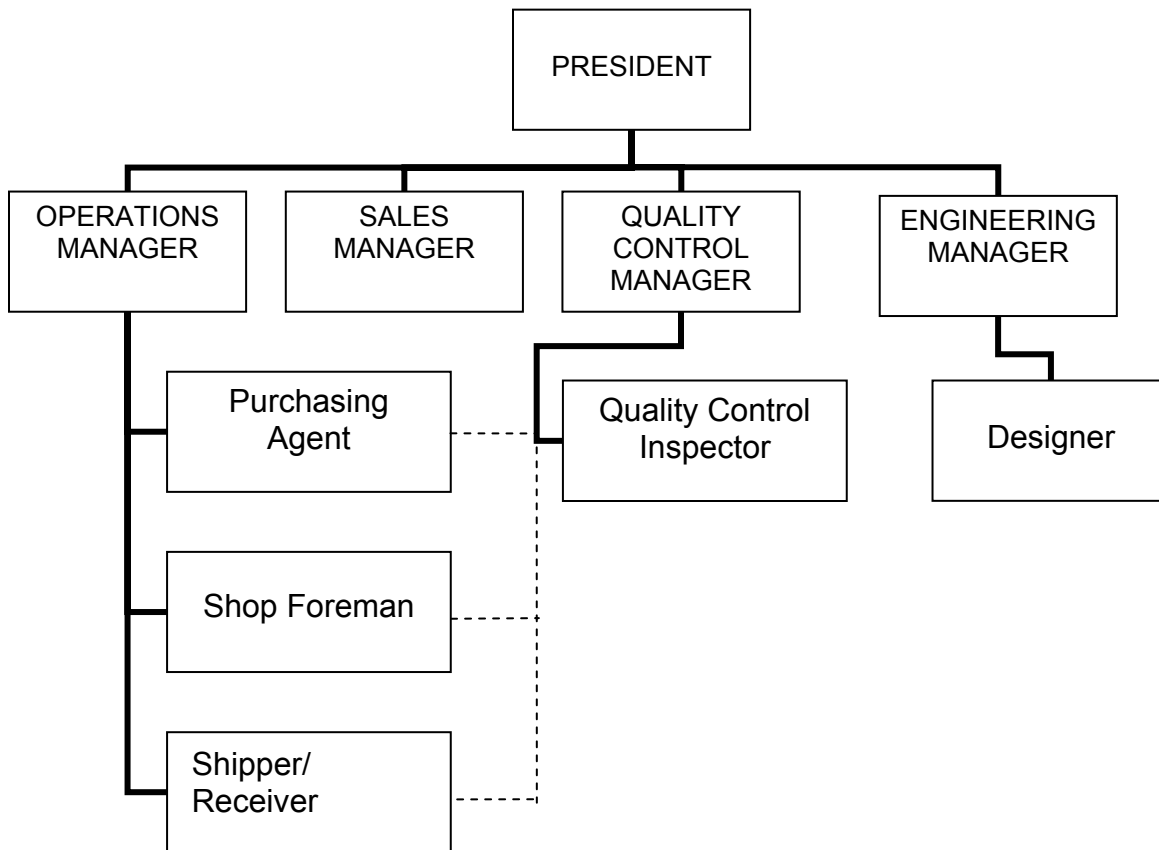 PRESIDENT
OPERATIONS
MANAGER
SALES
MANAGER
QUALITY
CONTROL
MANAGER
ENGINEERING
MANAGER
Purchasing
Agent
Quality Control
Inspector
Designer
Shop Foreman
Shipper/
Receiver